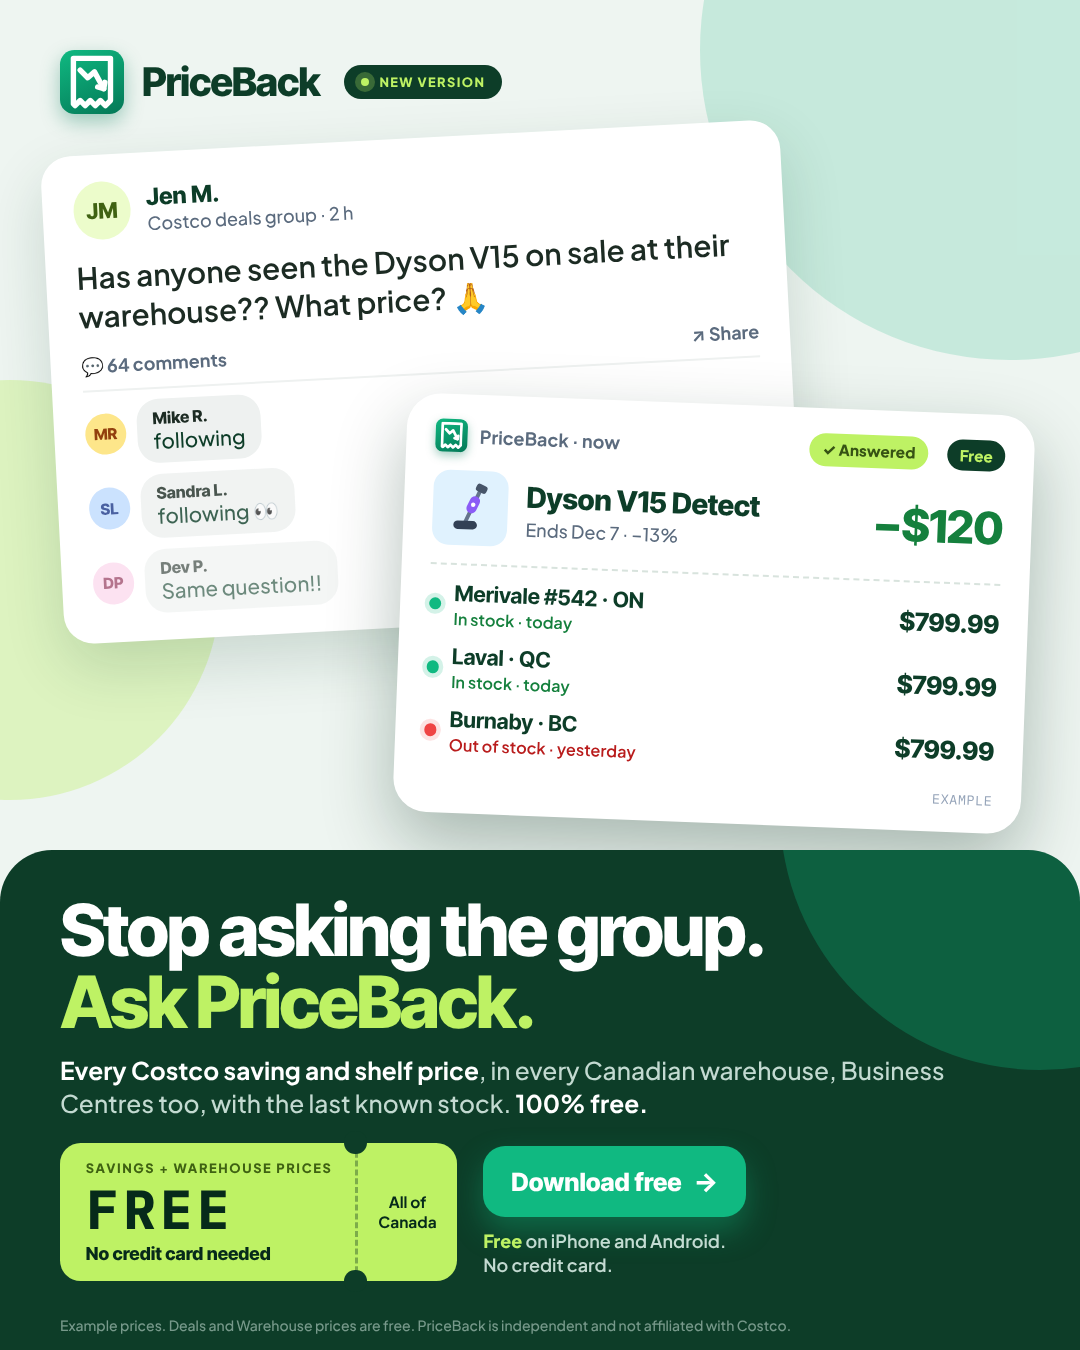 PriceBack
NEW VERSION
JM
Jen M.
Costco deals group · 2 h
Has anyone seen the Dyson V15 on sale at their
warehouse?? What price? 🙏
💬 64 comments
↗ Share
MR
Mike R.
following
SL
Sandra L.
following 👀
DP
Dev P.
Same question!!
PriceBack · now
✓ Answered
Free
Dyson V15 Detect
Ends Dec 7 · −13%
−$120
Merivale #542 · ON
In stock · today
$799.99
Laval · QC
In stock · today
$799.99
Burnaby · BC
Out of stock · yesterday
$799.99
EXAMPLE
Stop asking the group.
Ask PriceBack.
Every Costco saving and shelf price, in every Canadian warehouse, Business
Centres too, with the last known stock. 100% free.
SAVINGS + WAREHOUSE PRICES
FREE
No credit card needed
All of
Canada
Download free →
Free on iPhone and Android.
No credit card.
Example prices. Deals and Warehouse prices are free. PriceBack is independent and not affiliated with Costco.